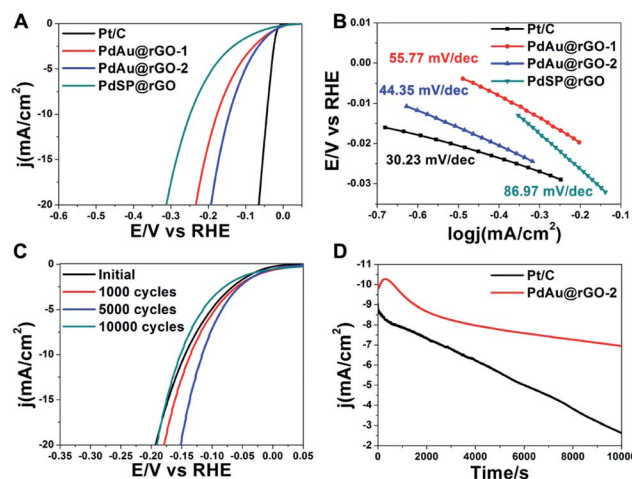 A
Pt/C
PdAu@rGO-1
PdAu@rGO-2
PdSP@rGO
j(mA/cm²)
0
-5
-10
-15
-20
-0.6 -0.5 -0.4 -0.3 -0.2 -0.1 0.0
E/V vs RHE
B
Pt/C
PdAu@rGO-1
PdAu@rGO-2
PdSP@rGO
55.77 mV/dec
44.35 mV/dec
30.23 mV/dec
86.97 mV/dec
E/V vs RHE
0.01
0.00
-0.01
-0.02
-0.03
-0.7 -0.6 -0.5 -0.4 -0.3 -0.2 -0.1
logj(mA/cm²)
C
Initial
1000 cycles
5000 cycles
10000 cycles
j(mA/cm²)
0
-5
-10
-15
-20
-0.35 -0.30 -0.25 -0.20 -0.15 -0.10 -0.05 0.00 0.05
E/V vs RHE
D
Pt/C
PdAu@rGO-2
j(mA/cm²)
-15
-14
-13
-12
-11
-10
-9
-8
-7
-6
-5
-4
-3
-2
0 2000 4000 6000 8000 10000
Time/s